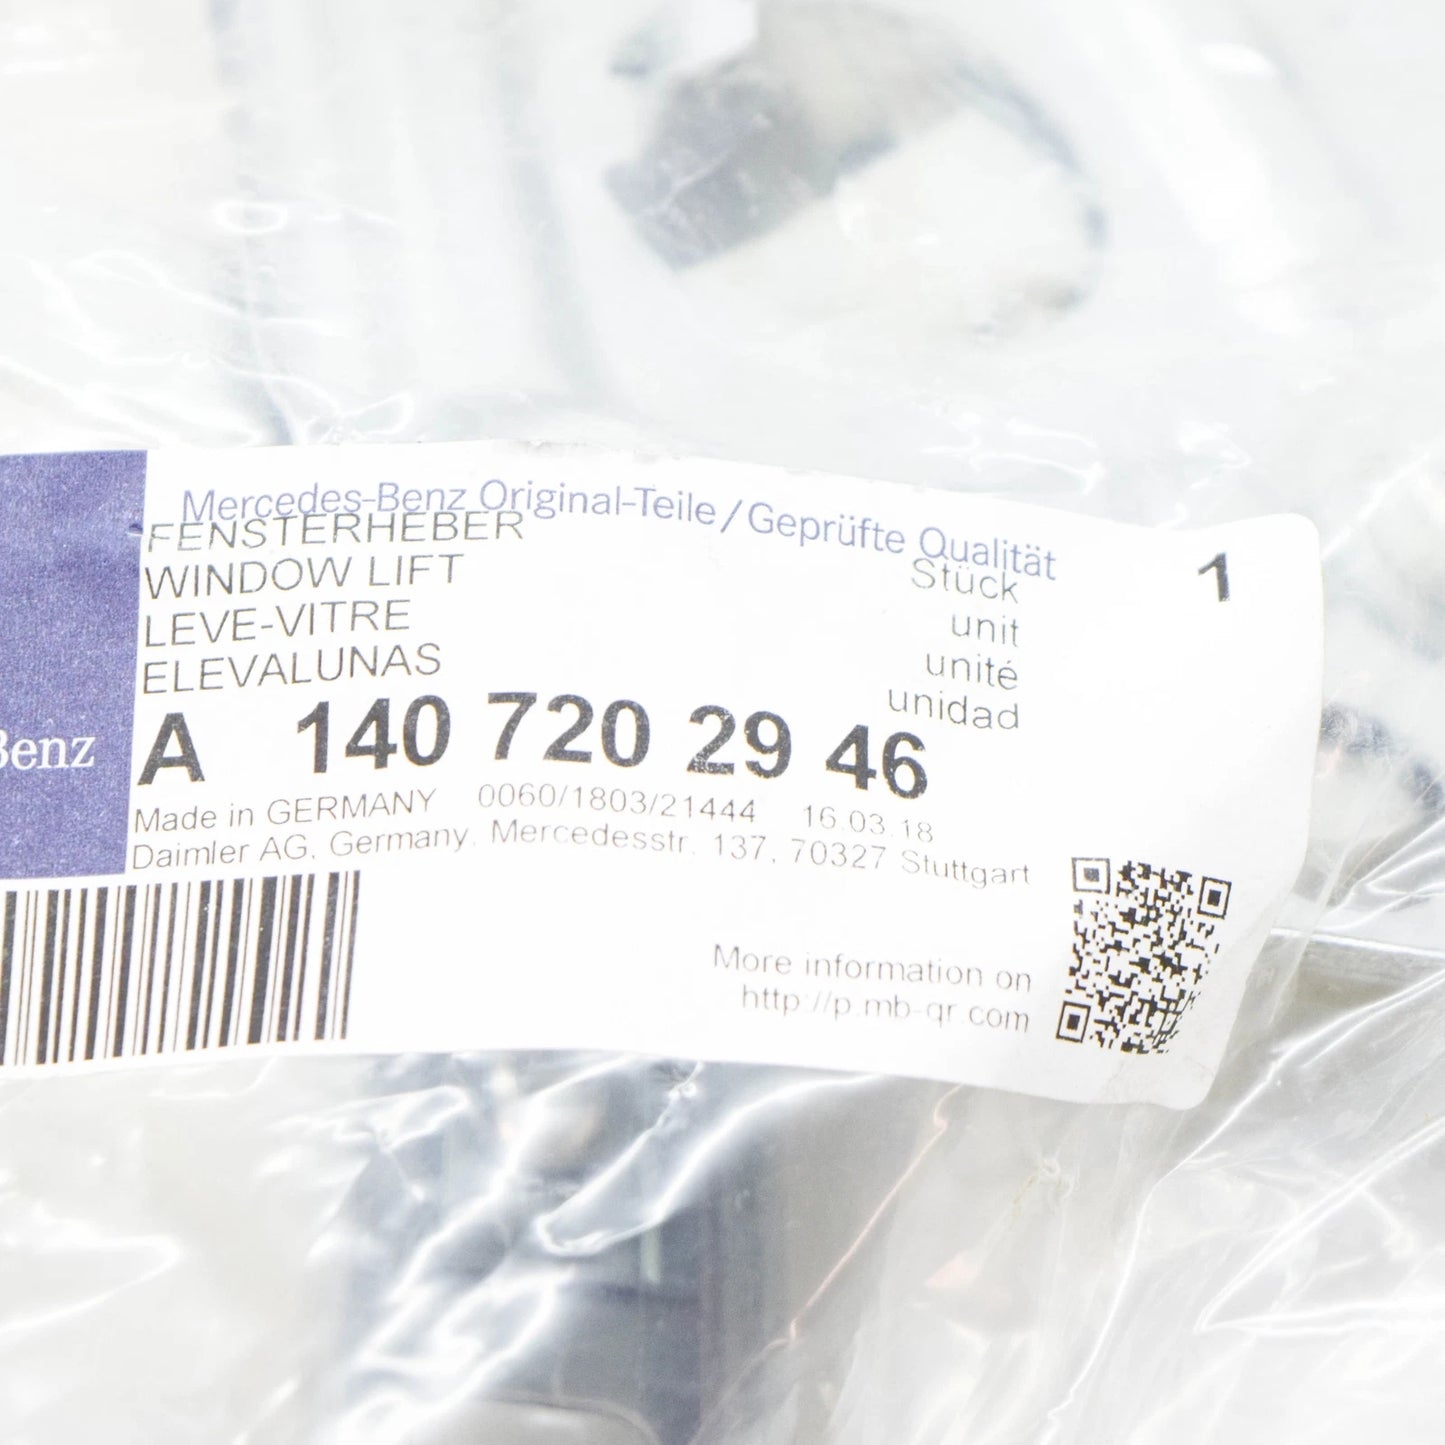 Mercedes-Benz Original-Teile / Geprüfte Qualität
FENSTERHEBER
WINDOW LIFT
LEVE-VITRE
ELEVALUNAS
Stück 1
unit
unité
unidad
Benz
A 140 720 29 46
Made in GERMANY 0060/1803/21444 16.03.18
Daimler AG, Germany, Mercedesstr. 137, 70327 Stuttgart
More information on
http://p.mb-qr.com